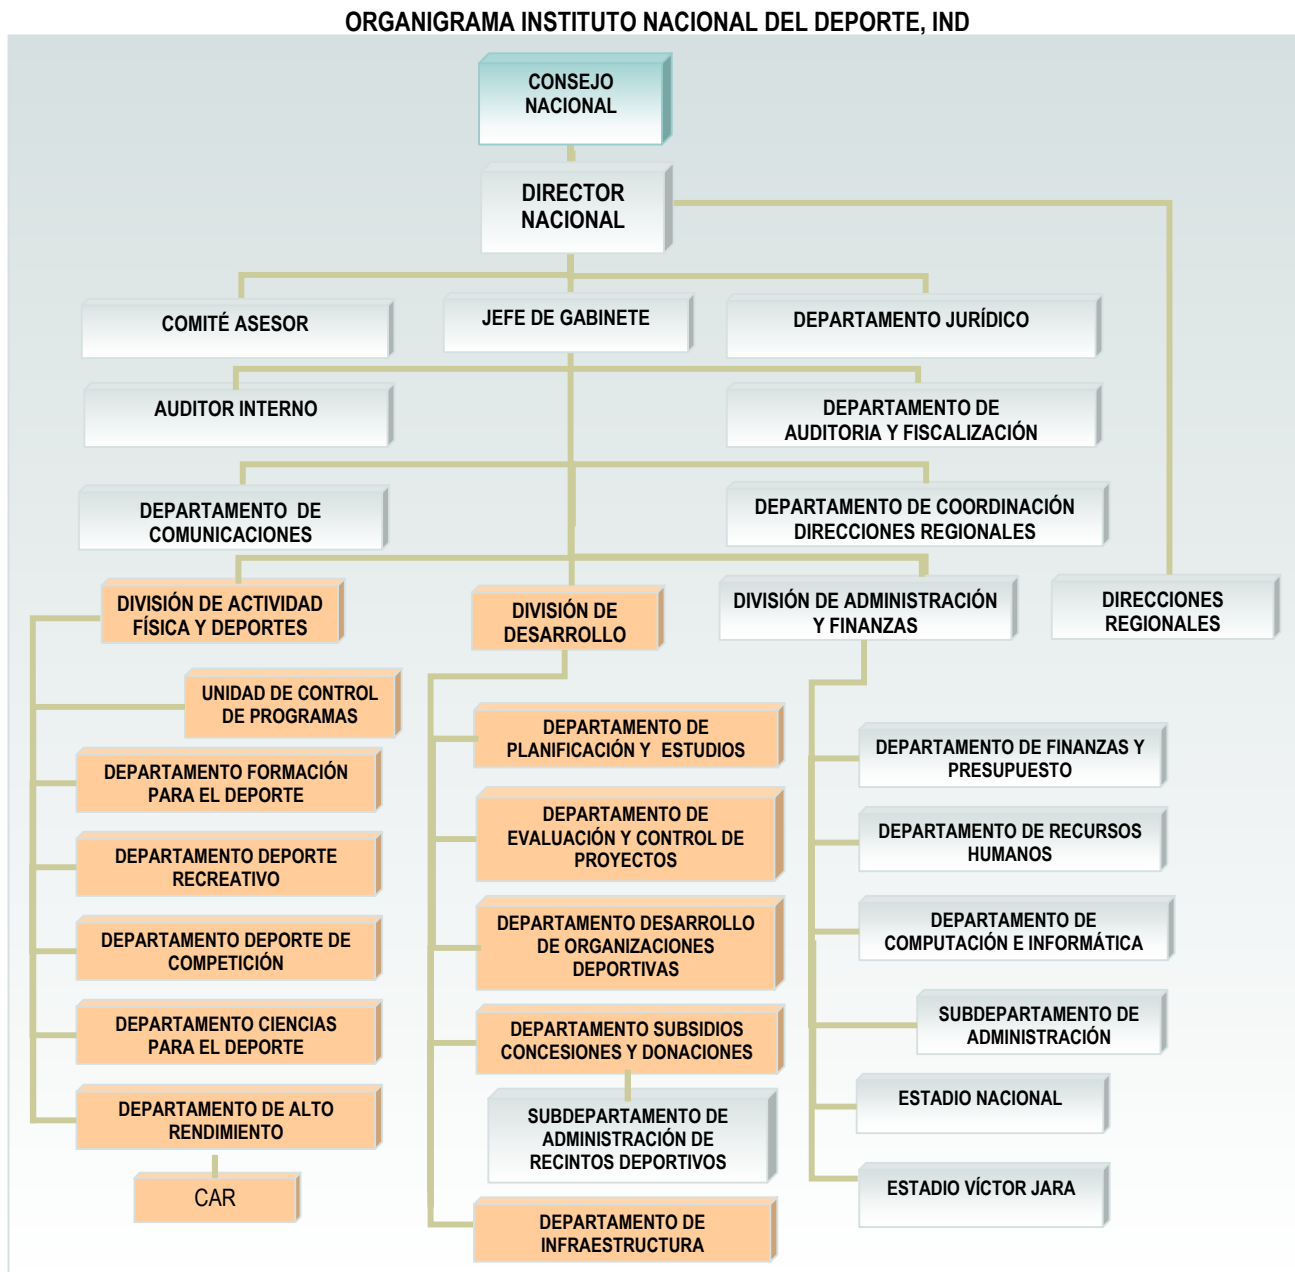 ORGANIGRAMA INSTITUTO NACIONAL DEL DEPORTE, IND
CONSEJO
NACIONAL
DIRECTOR
NACIONAL
COMITÉ ASESOR
JEFE DE GABINETE
DEPARTAMENTO JURÍDICO
AUDITOR INTERNO
DEPARTAMENTO DE
AUDITORIA Y FISCALIZACIÓN
DEPARTAMENTO DE
COMUNICACIONES
DEPARTAMENTO DE COORDINACIÓN
DIRECCIONES REGIONALES
DIVISIÓN DE ACTIVIDAD
FÍSICA Y DEPORTES
DIVISIÓN DE
DESARROLLO
DIVISIÓN DE ADMINISTRACIÓN
Y FINANZAS
DIRECCIONES
REGIONALES
UNIDAD DE CONTROL
DE PROGRAMAS
DEPARTAMENTO FORMACIÓN
PARA EL DEPORTE
DEPARTAMENTO DEPORTE
RECREATIVO
DEPARTAMENTO DEPORTE DE
COMPETICIÓN
DEPARTAMENTO CIENCIAS
PARA EL DEPORTE
DEPARTAMENTO DE ALTO
RENDIMIENTO
CAR
DEPARTAMENTO DE
PLANIFICACIÓN Y ESTUDIOS
DEPARTAMENTO DE
EVALUACIÓN Y CONTROL DE
PROYECTOS
DEPARTAMENTO DESARROLLO
DE ORGANIZACIONES
DEPORTIVAS
DEPARTAMENTO SUBSIDIOS
CONCESIONES Y DONACIONES
SUBDEPARTAMENTO DE
ADMINISTRACIÓN DE
RECINTOS DEPORTIVOS
DEPARTAMENTO DE
INFRAESTRUCTURA
DEPARTAMENTO DE FINANZAS Y
PRESUPUESTO
DEPARTAMENTO DE RECURSOS
HUMANOS
DEPARTAMENTO DE
COMPUTACIÓN E INFORMÁTICA
SUBDEPARTAMENTO DE
ADMINISTRACIÓN
ESTADIO NACIONAL
ESTADIO VÍCTOR JARA